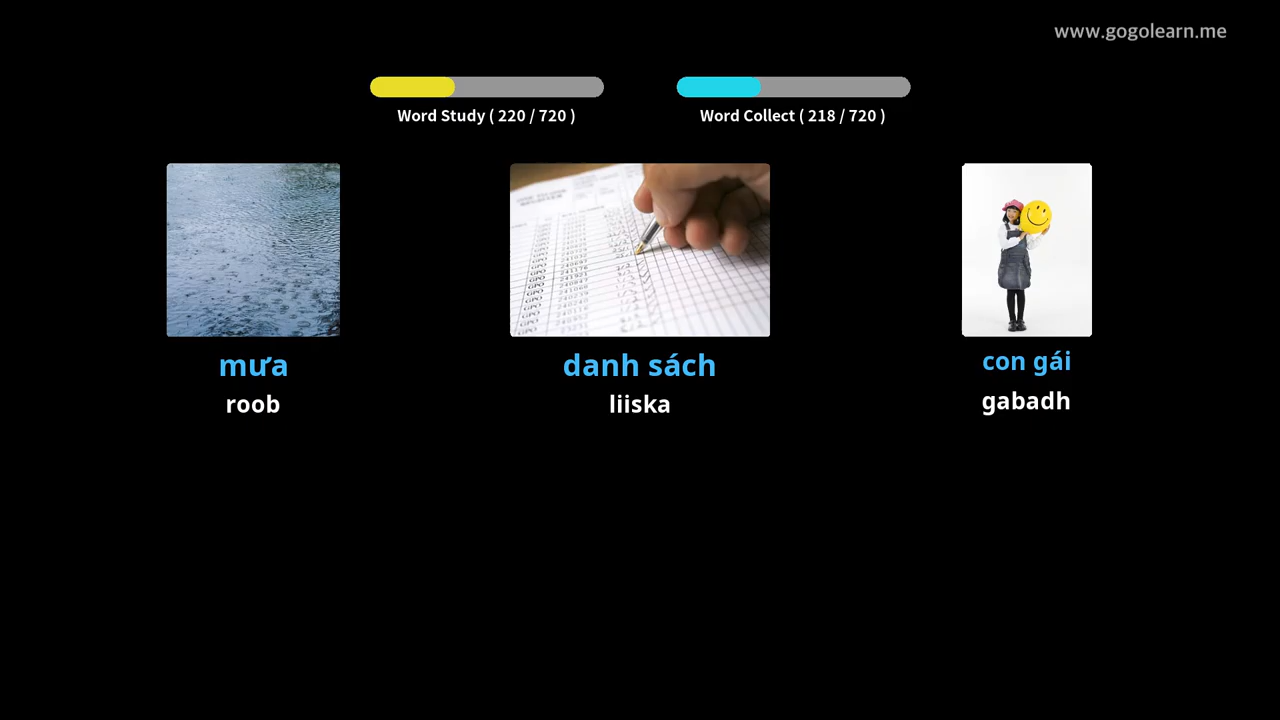 www.gogolearn.me
Word Study ( 220 / 720 )
Word Collect ( 218 / 720 )
mưa
roob
danh sách
liiska
con gái
gabadh